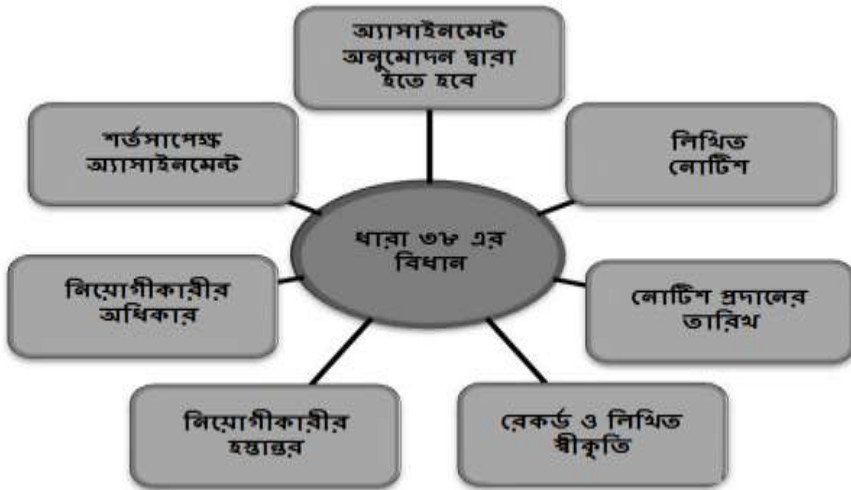 অ্যাসাইনমেন্ট
অনুমোদন দ্বারা
হতে হবে
শর্তসাপেক্ষ
অ্যাসাইনমেন্ট
লিখিত
নোটিশ
ধারা ৩৮ এর
বিধান
নিয়োগীকারীর
অধিকার
নোটিশ প্রদানের
তারিখ
নিয়োগীকারীর
হস্তান্তর
রেকর্ড ও লিখিত
স্বীকৃতি